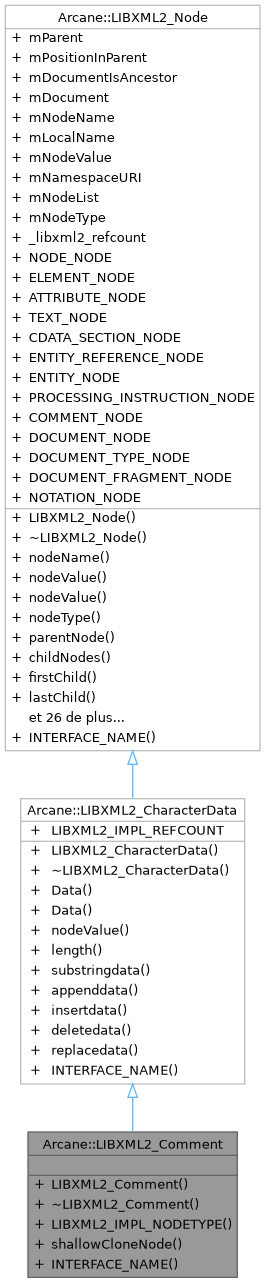 Arcane::LIBXML2_Node
+ mParent
+ mPositionInParent
+ mDocumentIsAncestor
+ mDocument
+ mNodeName
+ mLocalName
+ mNodeValue
+ mNamespaceURI
+ mNodeList
+ mNodeType
+ _libxml2_refcount
+ NODE_NODE
+ ELEMENT_NODE
+ ATTRIBUTE_NODE
+ TEXT_NODE
+ CDATA_SECTION_NODE
+ ENTITY_REFERENCE_NODE
+ ENTITY_NODE
+ PROCESSING_INSTRUCTION_NODE
+ COMMENT_NODE
+ DOCUMENT_NODE
+ DOCUMENT_TYPE_NODE
+ DOCUMENT_FRAGMENT_NODE
+ NOTATION_NODE
+ LIBXML2_Node()
+ ~LIBXML2_Node()
+ nodeName()
+ nodeValue()
+ nodeValue()
+ nodeType()
+ parentNode()
+ childNodes()
+ firstChild()
+ lastChild()
et 26 de plus...
+ INTERFACE_NAME()
Arcane::LIBXML2_CharacterData
+ LIBXML2_IMPL_REFCOUNT
+ LIBXML2_CharacterData()
+ ~LIBXML2_CharacterData()
+ Data()
+ Data()
+ nodeValue()
+ length()
+ substringdata()
+ appenddata()
+ insertdata()
+ deletedata()
+ replacedata()
+ INTERFACE_NAME()
Arcane::LIBXML2_Comment
+ LIBXML2_Comment()
+ ~LIBXML2_Comment()
+ LIBXML2_IMPL_NODETYPE()
+ shallowCloneNode()
+ INTERFACE_NAME()